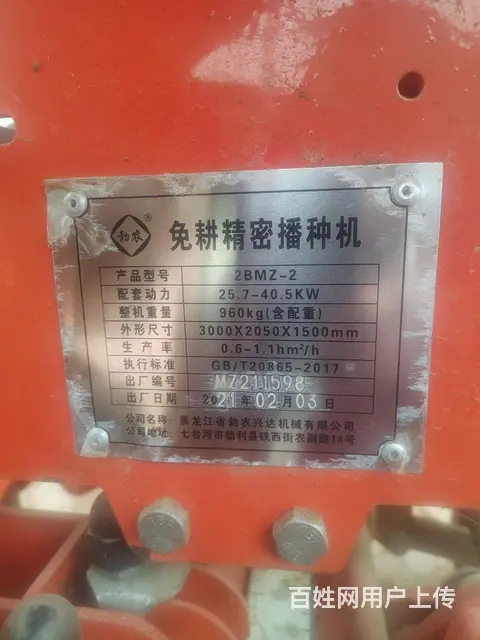 勃农®
免耕精密播种机
产品型号 2BMZ-2
配套动力 25.7-40.5KW
整机重量 960kg(含配重)
外形尺寸 3000X2050X1500mm
生产率 0.6-1.1hm²/h
执行标准 GB/T20865-2017
出厂编号 MZ211598
出厂日期 2021年02月03日
公司名称: 黑龙江省勃农兴达机械有限公司
公司地址: 七台河市勃利县铁西街农副路14号
百姓网用户上传